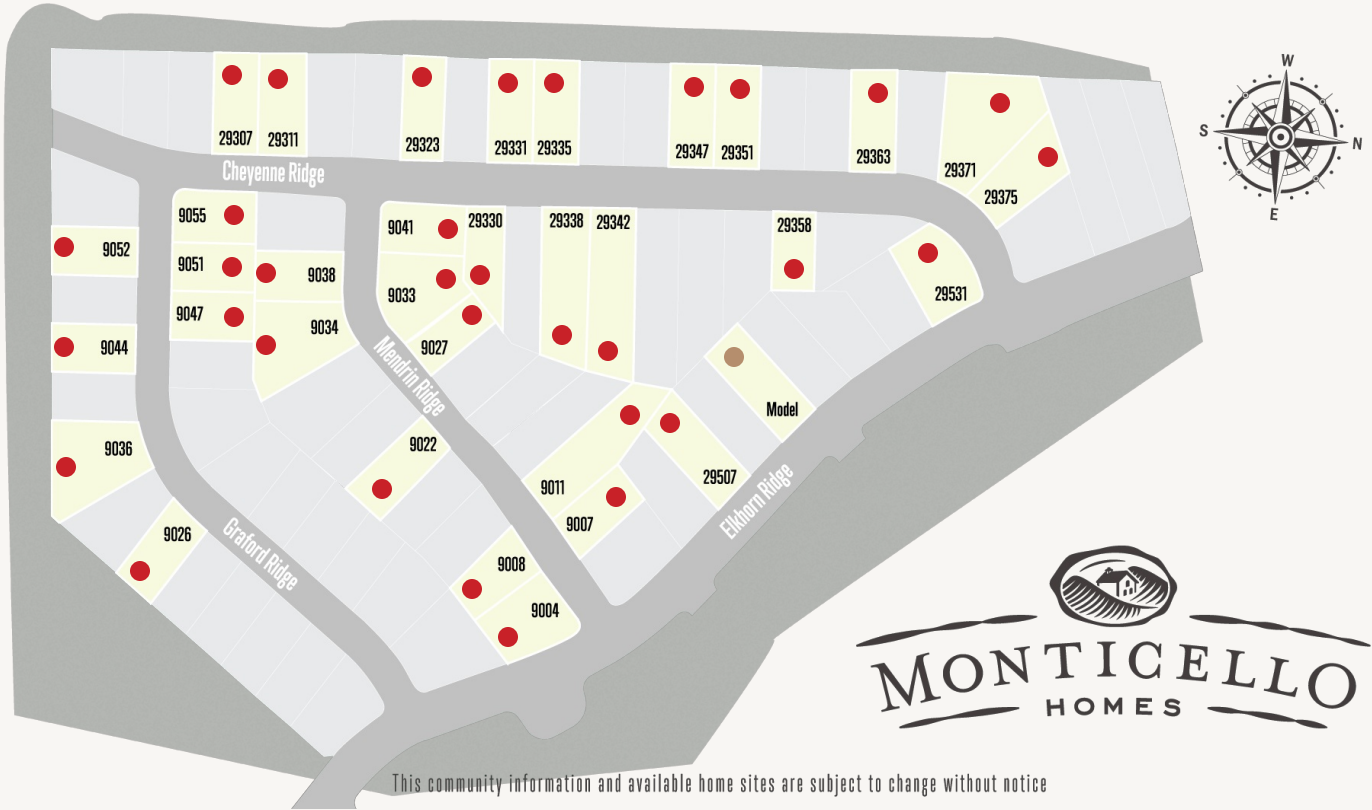 W
S
N
E
29307
29311
29323
29331
29335
29347
29351
29363
29371
29375
Cheyenne Ridge
9055
9051
9047
9052
9044
9036
9026
9038
9034
9041
9033
9027
29330
29338
29342
29358
29531
Mendrin Ridge
Model
9022
9011
9007
29507
Elkhorn Ridge
Graford Ridge
9008
9004
MONTICELLO
HOMES
This community information and available home sites are subject to change without notice